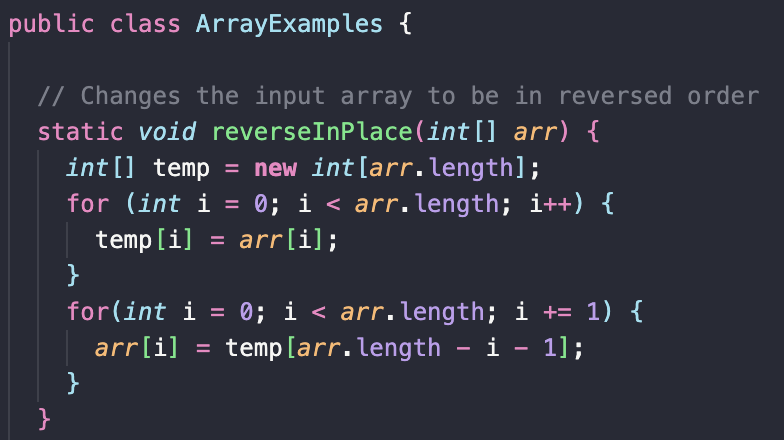 public class ArrayExamples {
// Changes the input array to be in reversed order
static void reverseInPlace(int[] arr) {
int[] temp = new int[arr.length];
for (int i = 0; i < arr.length; i++) {
temp[i] = arr[i];
}
for(int i = 0; i < arr.length; i += 1) {
arr[i] = temp[arr.length - i - 1];
}
}